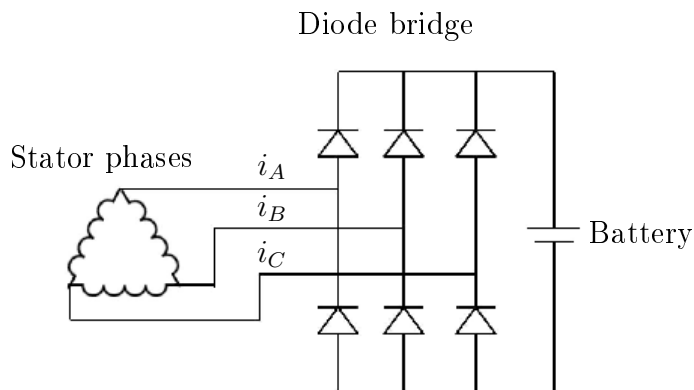 Diode bridge
Stator phases
i_A
i_B
i_C
Battery